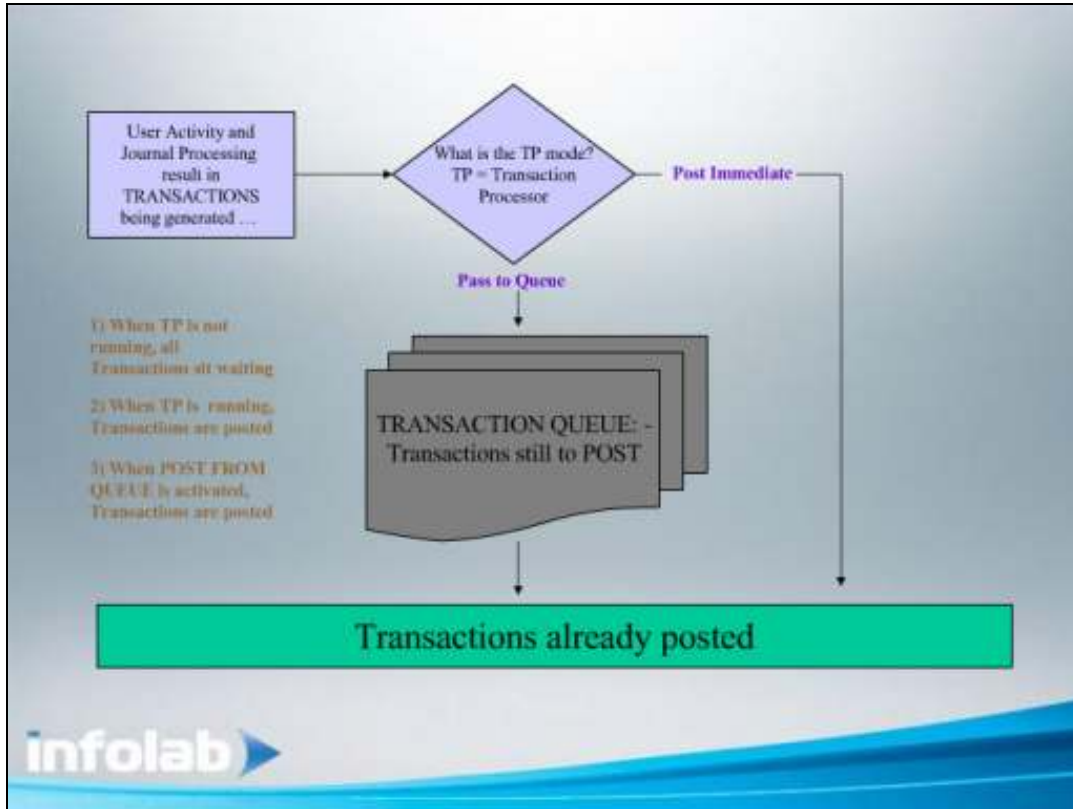 User Activity and
Journal Processing
result in
TRANSACTIONS
being generated …
What is the TP mode?
TP = Transaction
Processor
Post Immediate
Pass to Queue
1) When TP is not
running, all
Transactions sit waiting
2) When TP is running,
Transactions are posted
3) When POST FROM
QUEUE is activated,
Transactions are posted
TRANSACTION QUEUE: -
Transactions still to POST
Transactions already posted
infolab